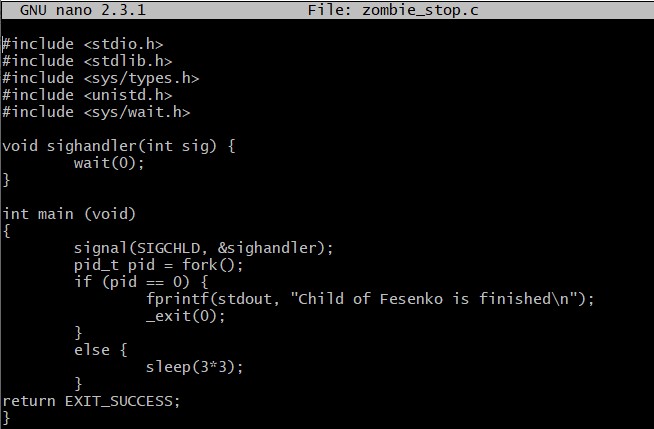 GNU nano 2.3.1 File: zombie_stop.c
#include <stdio.h>
#include <stdlib.h>
#include <sys/types.h>
#include <unistd.h>
#include <sys/wait.h>
void sighandler(int sig) {
wait(0);
}
int main (void)
{
signal(SIGCHLD, &sighandler);
pid_t pid = fork();
if (pid == 0) {
fprintf(stdout, "Child of Fesenko is finished\n");
_exit(0);
}
else {
sleep(3*3);
}
return EXIT_SUCCESS;
}